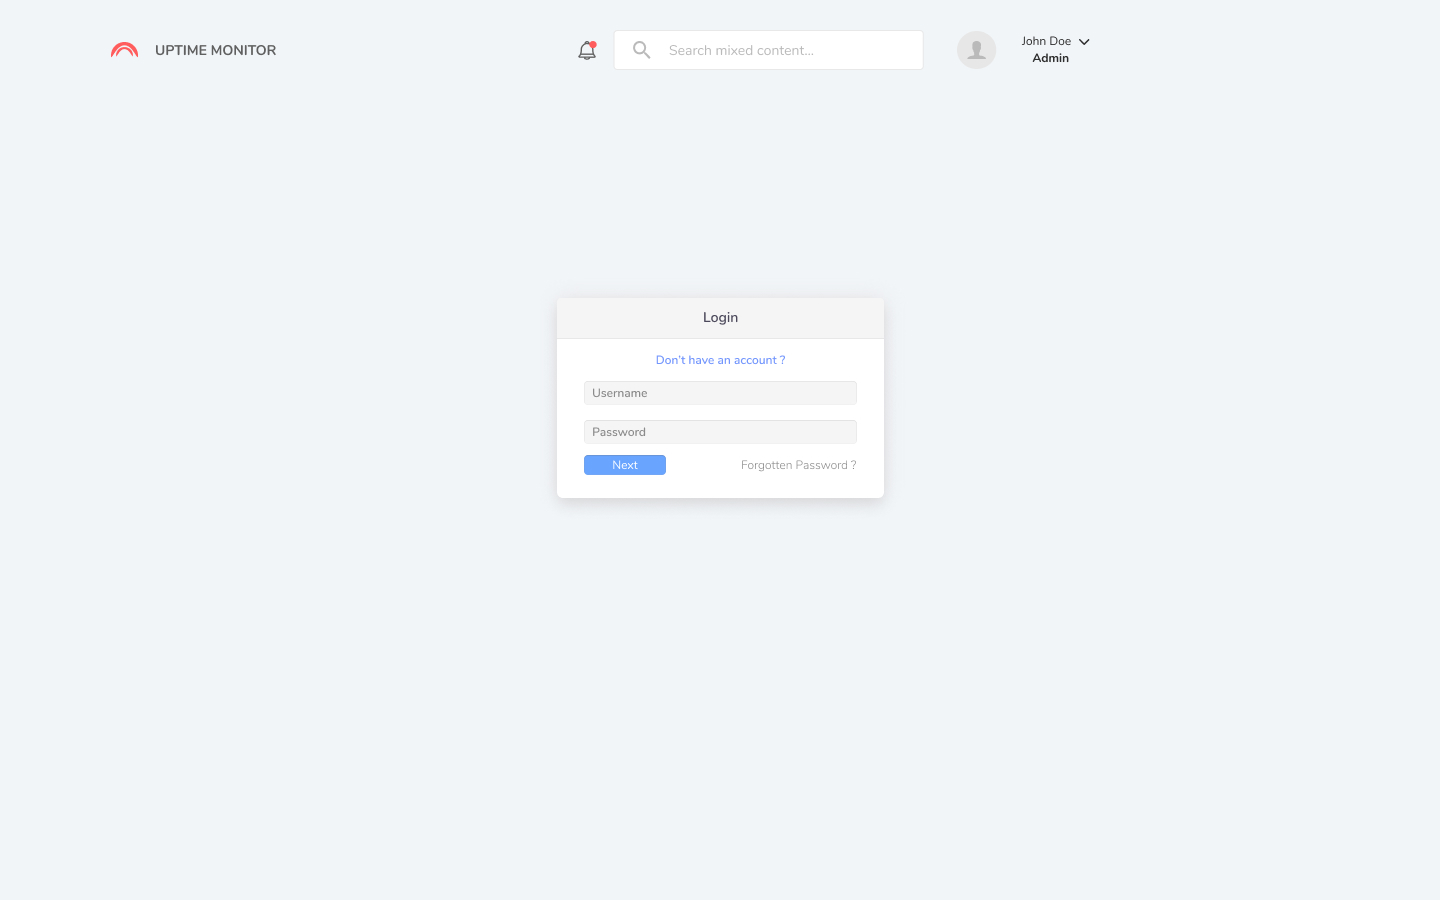 UPTIME MONITOR
Search mixed content...
John Doe
Admin
Login
Don't have an account ?
Username
Password
Next
Forgotten Password ?